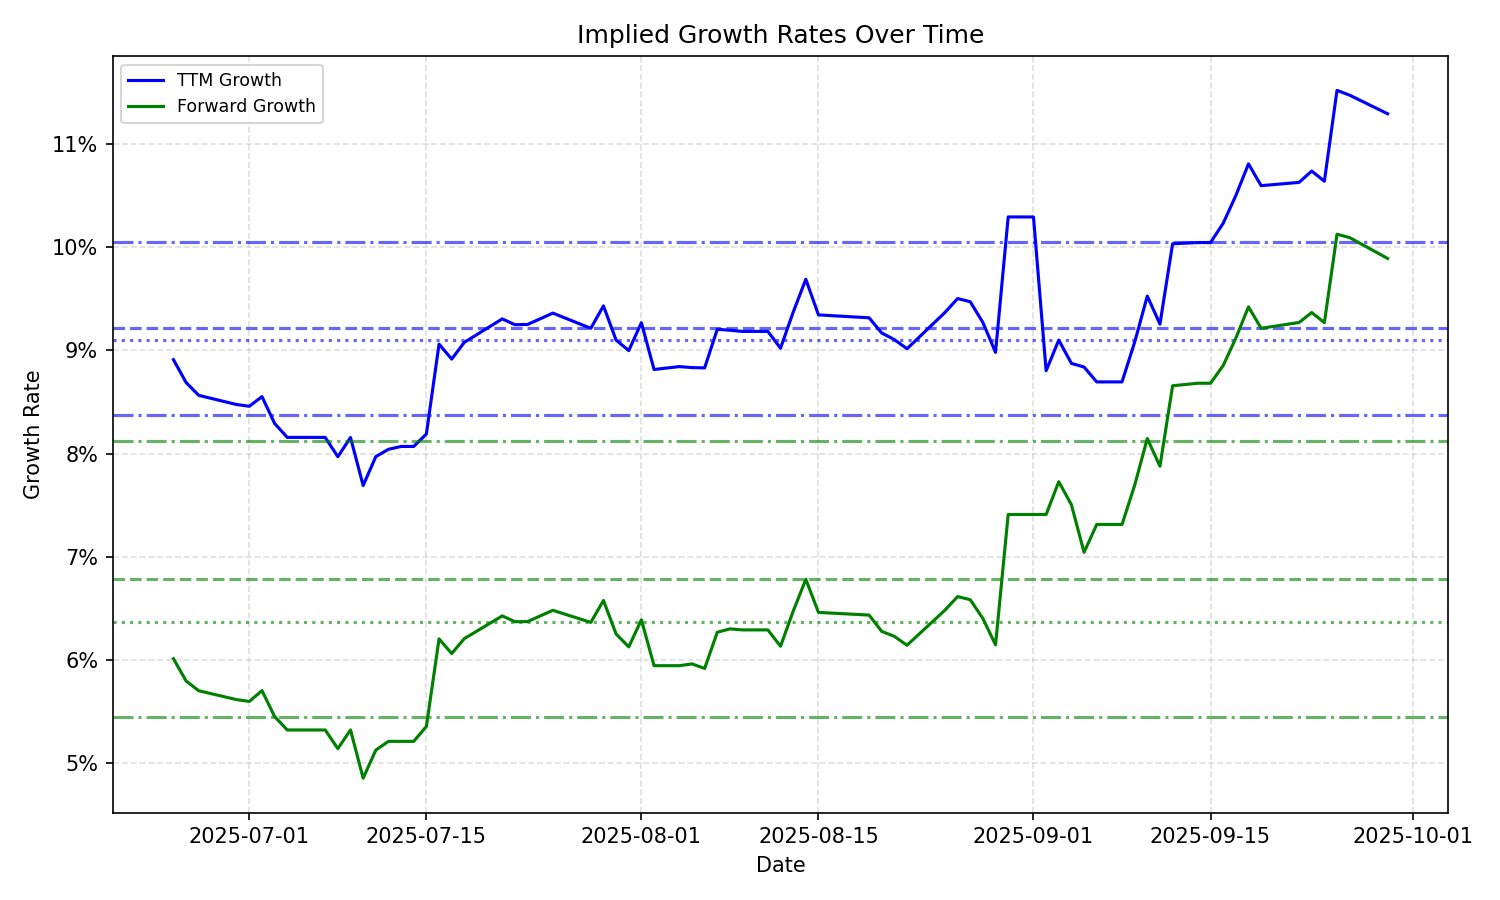 Implied Growth Rates Over Time
TTM Growth
Forward Growth
Growth Rate
11%
10%
9%
8%
7%
6%
5%
2025-07-01
2025-07-15
2025-08-01
2025-08-15
2025-09-01
2025-09-15
2025-10-01
Date